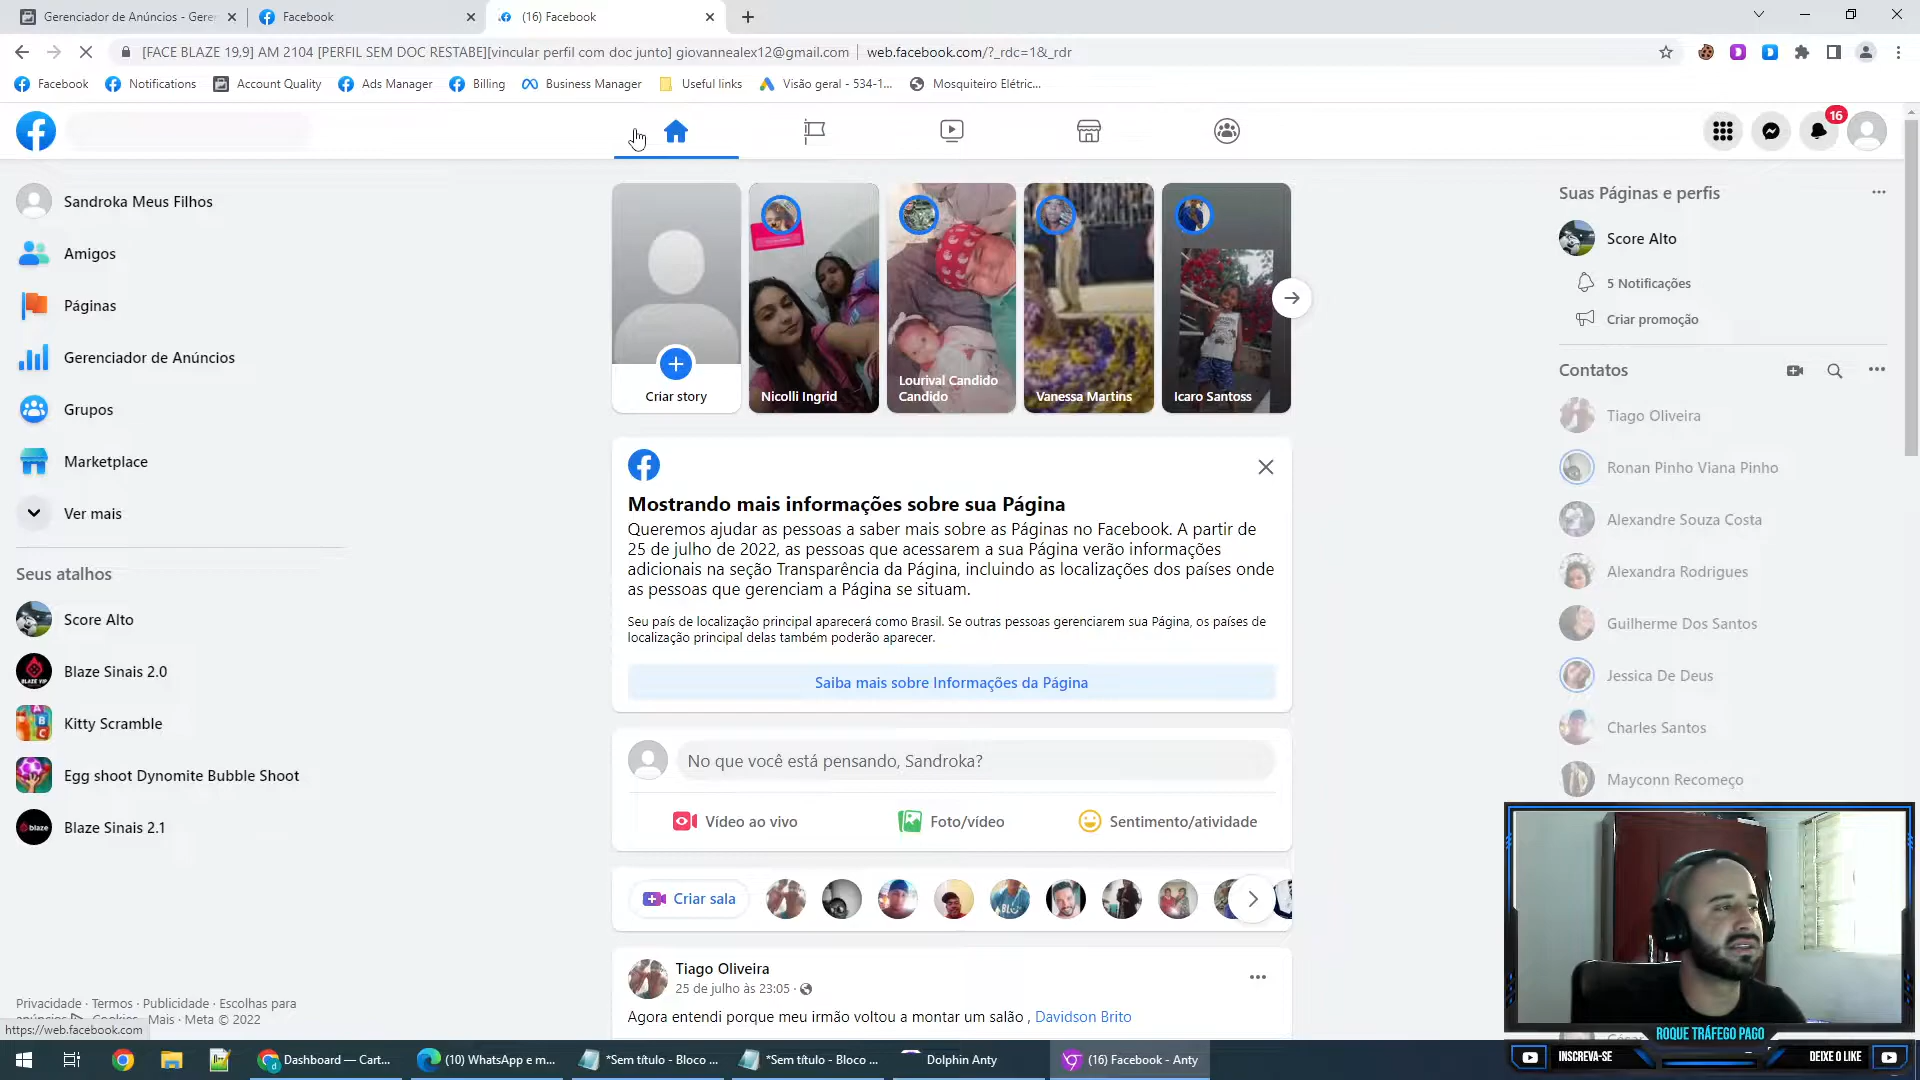 Gerenciador de Anúncios - Geren
Facebook
(16) Facebook
[FACE BLAZE 19,9] AM 2104 [PERFIL SEM DOC RESTABE][vincular perfil com doc junto] giovannealex12@gmail.com | web.facebook.com/?_rdc=1&_rdr
Facebook
Notifications
Account Quality
Ads Manager
Billing
Business Manager
Useful links
Visão geral - 534-1...
Mosquiteiro Elétric...
16
Sandroka Meus Filhos
Amigos
Páginas
Gerenciador de Anúncios
Grupos
Marketplace
Ver mais
Seus atalhos
Score Alto
Blaze Sinais 2.0
Kitty Scramble
Egg shoot Dynomite Bubble Shoot
Blaze Sinais 2.1
Privacidade · Termos · Publicidade · Escolhas para
anúncios · Cookies · Mais · Meta © 2022
https://web.facebook.com
Criar story
Nicolli Ingrid
Lourival Candido
Candido
Vanessa Martins
Icaro Santoss
Mostrando mais informações sobre sua Página
Queremos ajudar as pessoas a saber mais sobre as Páginas no Facebook. A partir de
25 de julho de 2022, as pessoas que acessarem a sua Página verão informações
adicionais na seção Transparência da Página, incluindo as localizações dos países onde
as pessoas que gerenciam a Página se situam.
Seu país de localização principal aparecerá como Brasil. Se outras pessoas gerenciarem sua Página, os países de
localização principal delas também poderão aparecer.
Saiba mais sobre Informações da Página
No que você está pensando, Sandroka?
Vídeo ao vivo
Foto/vídeo
Sentimento/atividade
Criar sala
Tiago Oliveira
25 de julho às 23:05 ·
Agora entendi porque meu irmão voltou a montar um salão , Davidson Brito
Suas Páginas e perfis
Score Alto
5 Notificações
Criar promoção
Contatos
Tiago Oliveira
Ronan Pinho Viana Pinho
Alexandre Souza Costa
Alexandra Rodrigues
Guilherme Dos Santos
Jessica De Deus
Charles Santos
Mayconn Recomeço
ROQUE TRÁFEGO PAGO
INSCREVA-SE
DEIXE O LIKE
Dashboard — Cart...
(10) WhatsApp e m...
*Sem título - Bloco ...
*Sem título - Bloco ...
Dolphin Anty
(16) Facebook - Anty